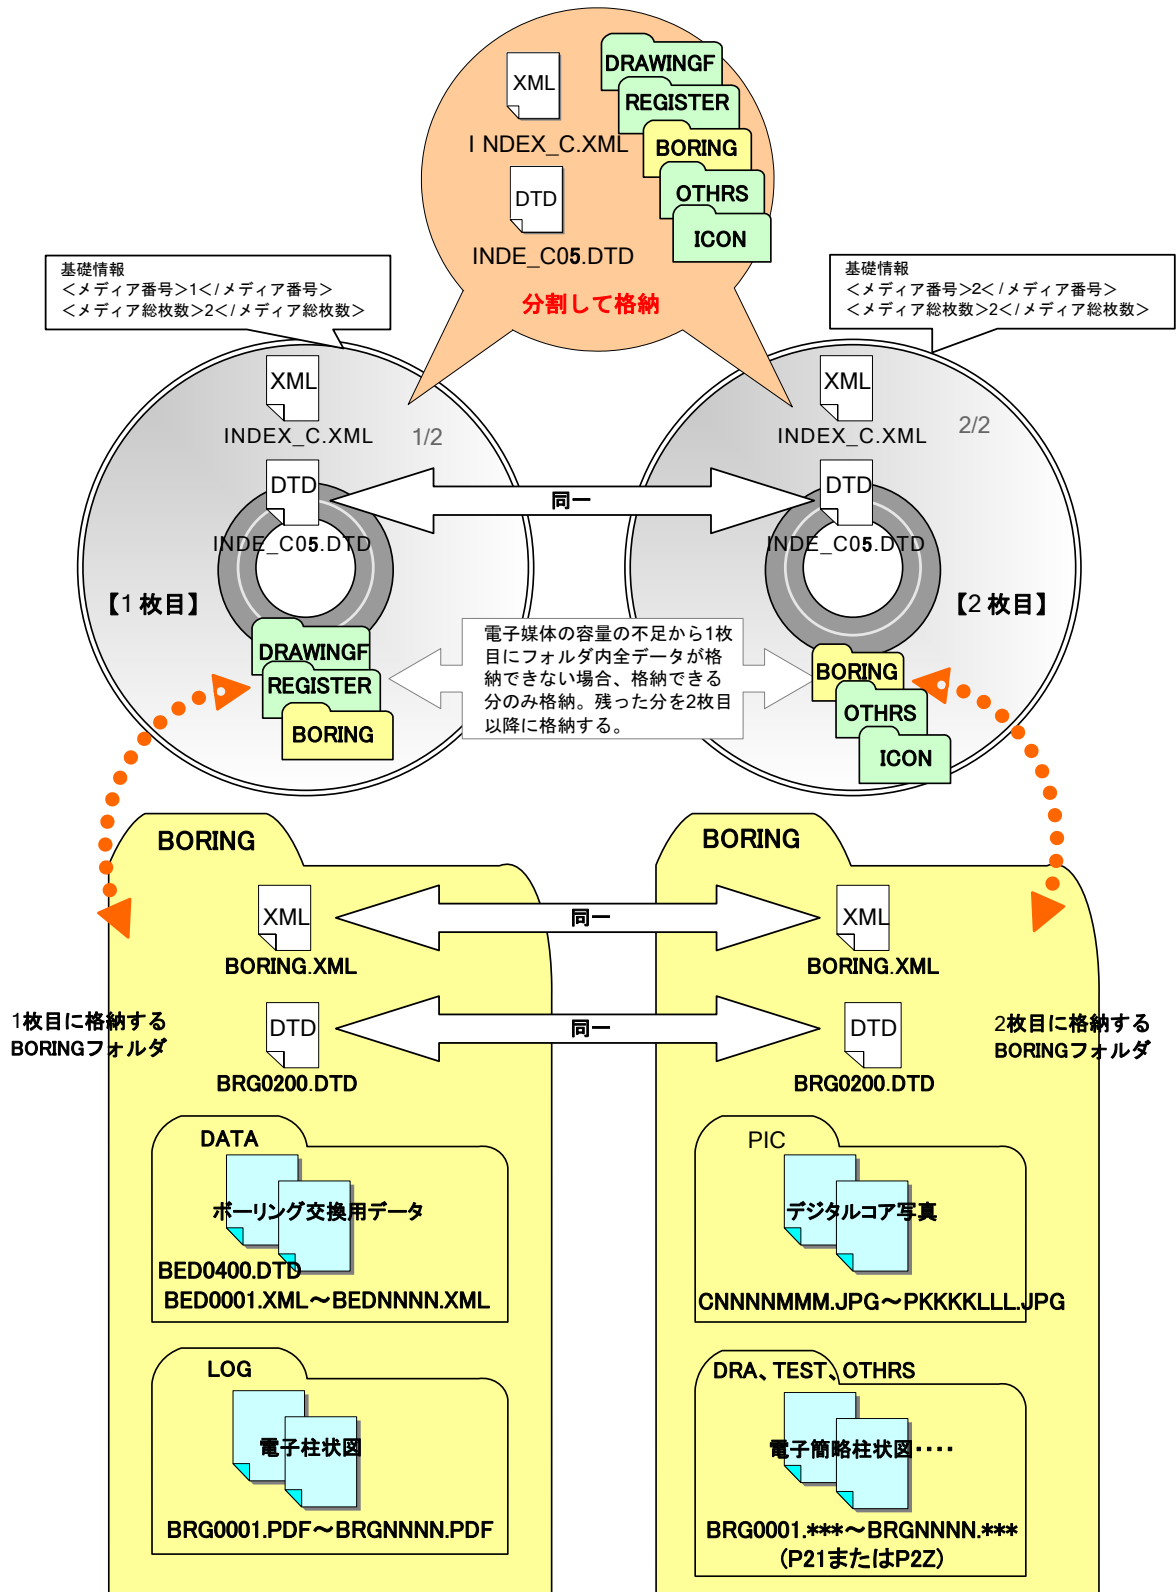 XML
I NDEX_C.XML
DTD
INDE_C05.DTD
DRAWINGF
REGISTER
BORING
OTHRS
ICON
分割して格納
基礎情報
<メディア番号>1</メディア番号>
<メディア総枚数>2</メディア総枚数>
基礎情報
<メディア番号>2</メディア番号>
<メディア総枚数>2</メディア総枚数>
XML
INDEX_C.XML
1/2
DTD
INDE_C05.DTD
【1 枚目】
DRAWINGF
REGISTER
BORING
同一
XML
INDEX_C.XML
2/2
DTD
INDE_C05.DTD
【2 枚目】
BORING
OTHRS
ICON
電子媒体の容量の不足から1枚
目にフォルダ内全データが格
納できない場合、格納できる
分のみ格納。残った分を2枚目
以降に格納する。
BORING
XML
BORING.XML
DTD
BRG0200.DTD
1枚目に格納する
BORINGフォルダ
同一
同一
BORING
XML
BORING.XML
DTD
BRG0200.DTD
2枚目に格納する
BORINGフォルダ
DATA
ボーリング交換用データ
BED0400.DTD
BED0001.XML～BEDNNNN.XML
PIC
デジタルコア写真
CNNNNMMM.JPG～PKKKKLLL.JPG
LOG
電子柱状図
BRG0001.PDF～BRGNNNN.PDF
DRA、TEST、OTHRS
電子簡略柱状図････
BRG0001.***～BRGNNNN.***
(P21またはP2Z)